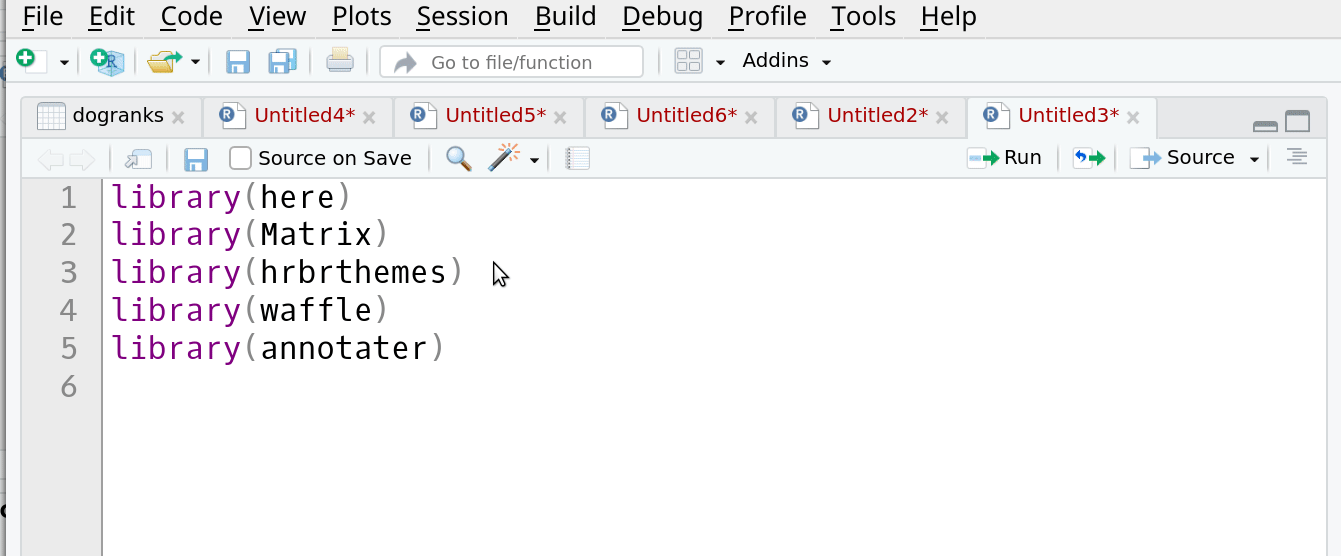 File Edit Code View Plots Session Build Debug Profile Tools Help
Go to file/function Addins
dogranks Untitled4* Untitled5* Untitled6* Untitled2* Untitled3*
Source on Save Run Source
1 library(here)
2 library(Matrix)
3 library(hrbrthemes)
4 library(waffle)
5 library(annotater)
6